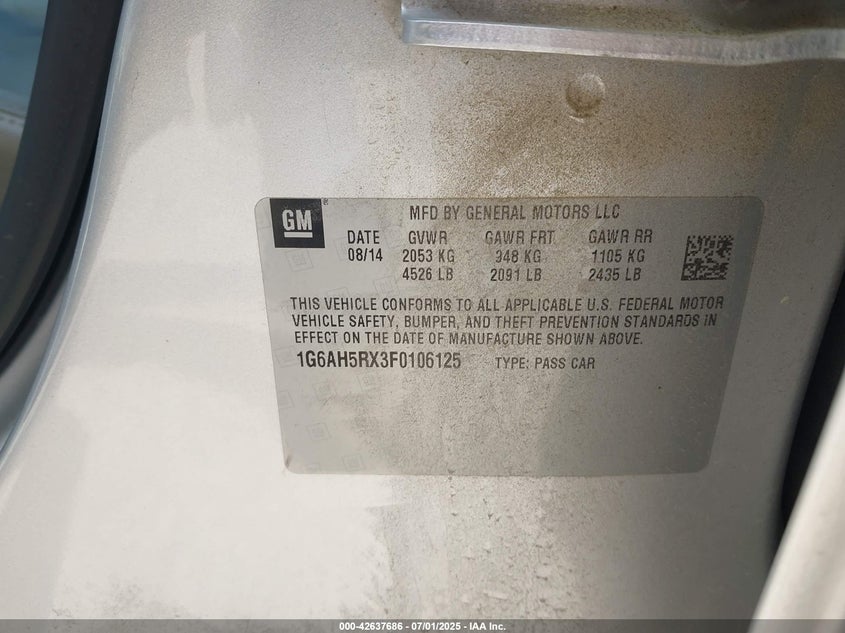 GM
MFD BY GENERAL MOTORS LLC
DATE GVWR GAWR FRT GAWR RR
08/14 2053 KG 948 KG 1105 KG
4526 LB 2091 LB 2435 LB
THIS VEHICLE CONFORMS TO ALL APPLICABLE U.S. FEDERAL MOTOR
VEHICLE SAFETY, BUMPER, AND THEFT PREVENTION STANDARDS IN
EFFECT ON THE DATE OF MANUFACTURE SHOWN ABOVE.
1G6AH5RX3F0106125 TYPE: PASS CAR
000-42637686 - 07/01/2025 - IAA Inc.